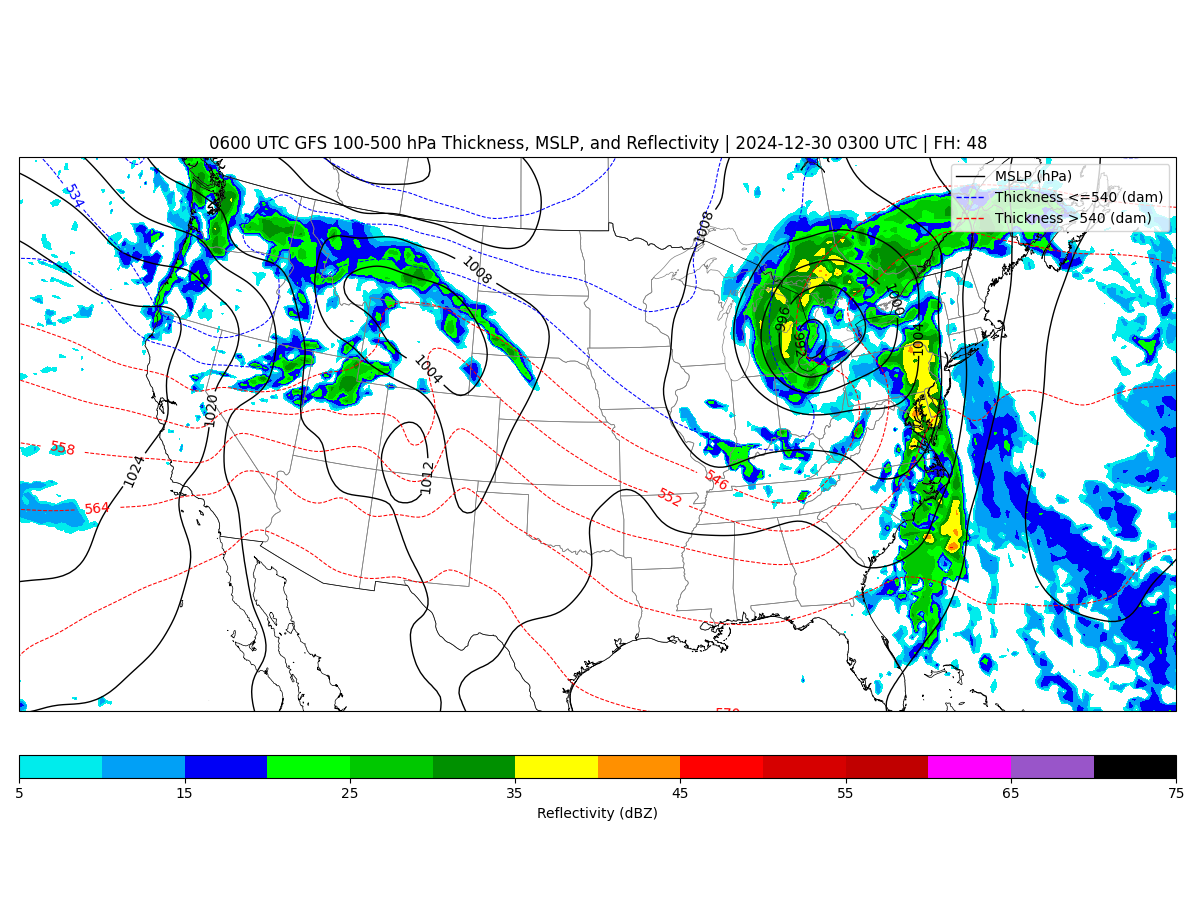 0600 UTC GFS 100-500 hPa Thickness, MSLP, and Reflectivity | 2024-12-30 0300 UTC | FH: 48
MSLP (hPa)
Thickness <=540 (dam)
Thickness >540 (dam)
534
1008
1008
1000
996
992
1004
1004
1020
558
1024
1012
546
552
564
570
5 15 25 35 45 55 65 75
Reflectivity (dBZ)